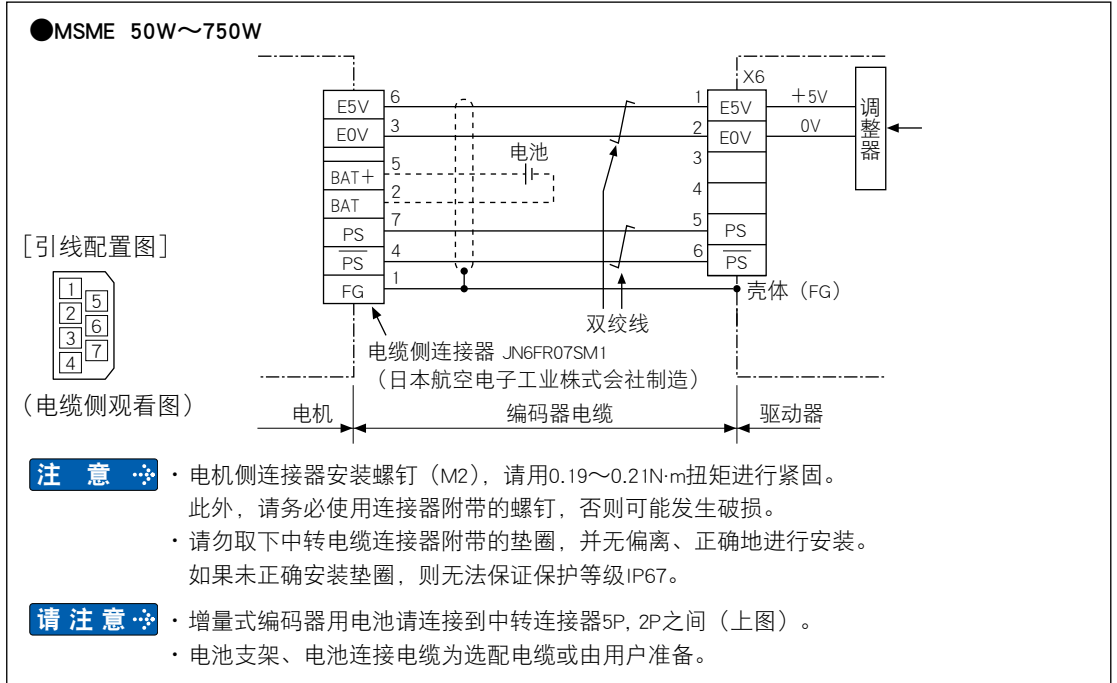 ●MSME 50W～750W
X6
E5V 6 1 E5V +5V
E0V 3 2 E0V 0V
调整器
电池
BAT+ 5 3
BAT 2 4
PS 7 5 PS
PS 4 6 PS
FG 1
壳体（FG）
双绞线
[引线配置图]
1
2
3
4
5
6
7
（电缆侧观看图）
电缆侧连接器 JN6FR07SM1
（日本航空电子工业株式会社制造）
电机 编码器电缆 驱动器
注 意 ・电机侧连接器安装螺钉（M2），请用0.19～0.21N·m扭矩进行紧固。
此外，请务必使用连接器附带的螺钉，否则可能发生破损。
・请勿取下中转电缆连接器附带的垫圈，并无偏离、正确地进行安装。
如果未正确安装垫圈，则无法保证保护等级IP67。
请 注 意 ・增量式编码器用电池请连接到中转连接器5P, 2P之间（上图）。
・电池支架、电池连接电缆为选配电缆或由用户准备。